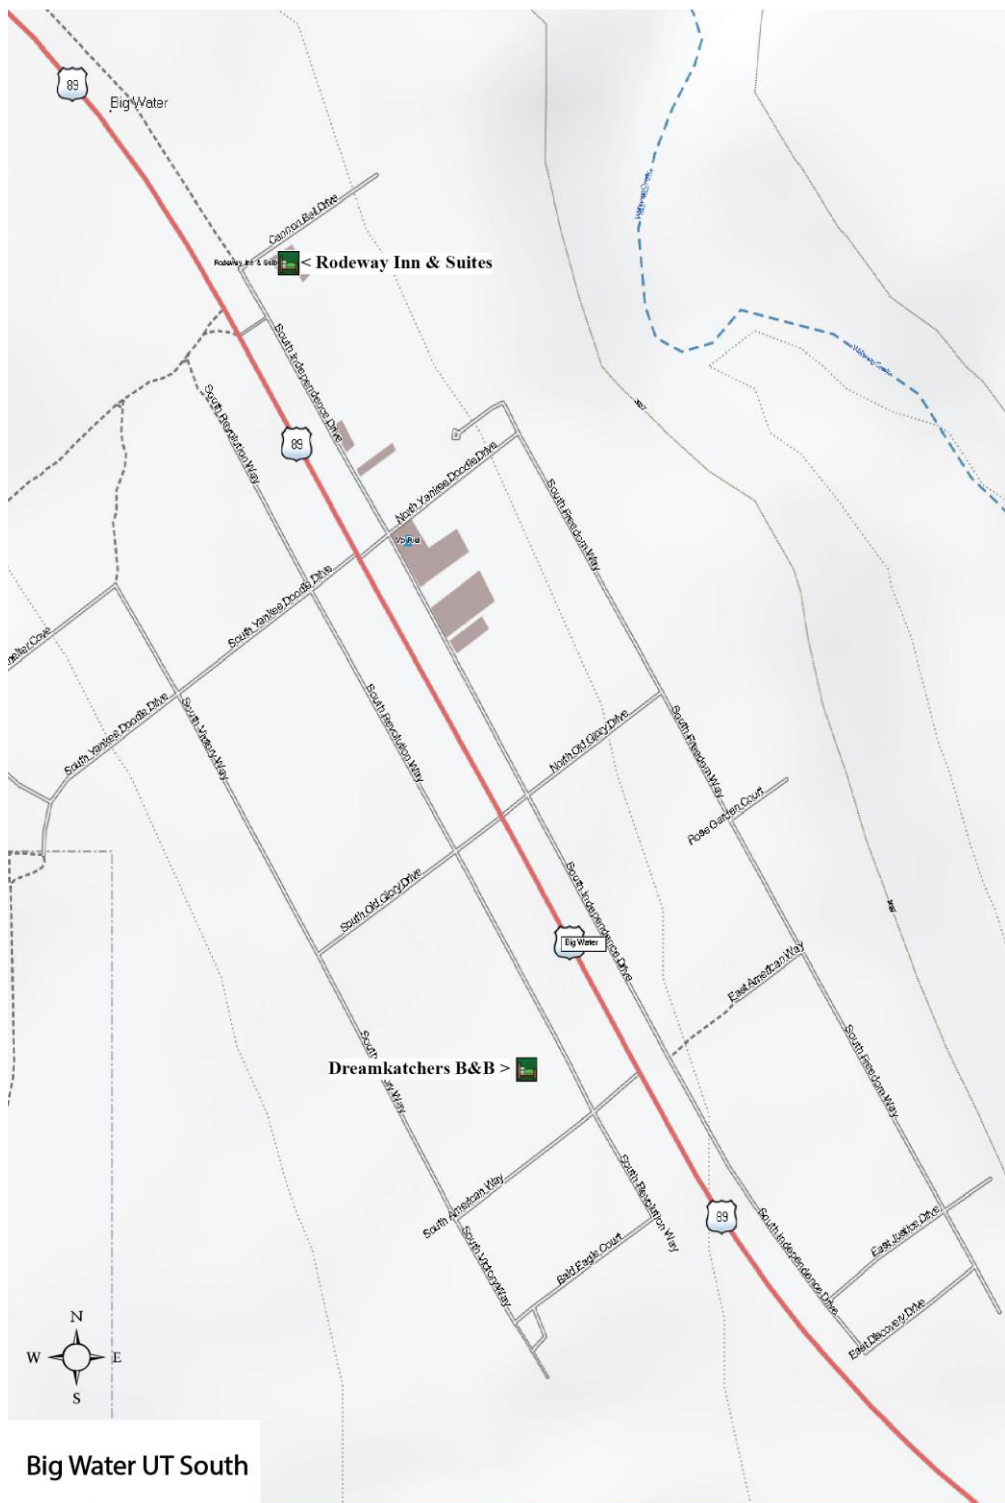 89
Big Water
Cannon Ball Drive
< Rodeway Inn & Suites
South Independence Drive
South Revolution Way
89
North Yankee Doodle Drive
South Freedom Way
South Yankee Doodle Drive
South Yankee Doodle Drive
South Victory Way
South Revolution Way
North Old Glory Drive
South Freedom Way
Rose Garden Court
South Old Glory Drive
South Independence Drive
Big Water
East American Way
South Freedom Way
Dreamkatchers B&B >
South American Way
South Revolution Way
South Victory Way
Bald Eagle Court
89
South Independence Drive
East Justice Drive
East Discovery Drive
N
W
E
S
Big Water UT South